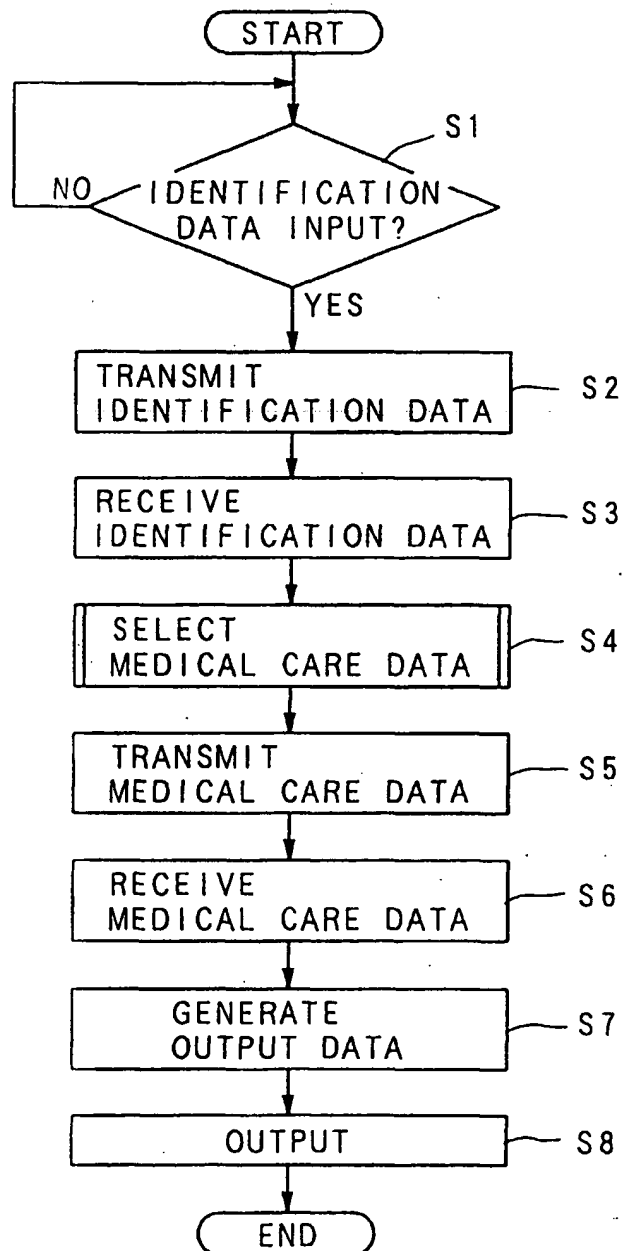 START
S1
NO
IDENTIFICATION
DATA INPUT?
YES
TRANSMIT
IDENTIFICATION DATA
S2
RECEIVE
IDENTIFICATION DATA
S3
SELECT
MEDICAL CARE DATA
S4
TRANSMIT
MEDICAL CARE DATA
S5
RECEIVE
MEDICAL CARE DATA
S6
GENERATE
OUTPUT DATA
S7
OUTPUT
S8
END